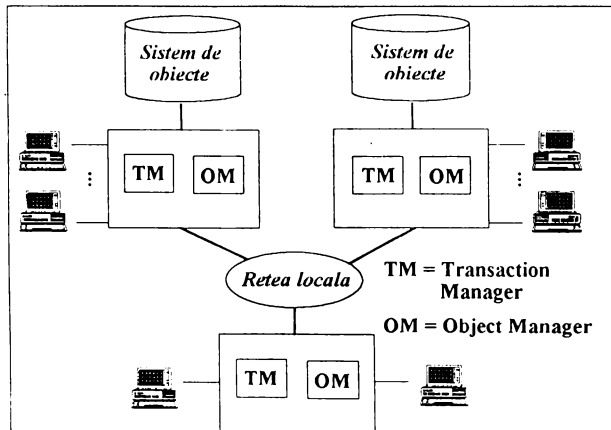 Sistem de
obiecte
Sistem de
obiecte
TM
OM
TM
OM
Retea locala
TM = Transaction
Manager
OM = Object Manager
TM
OM